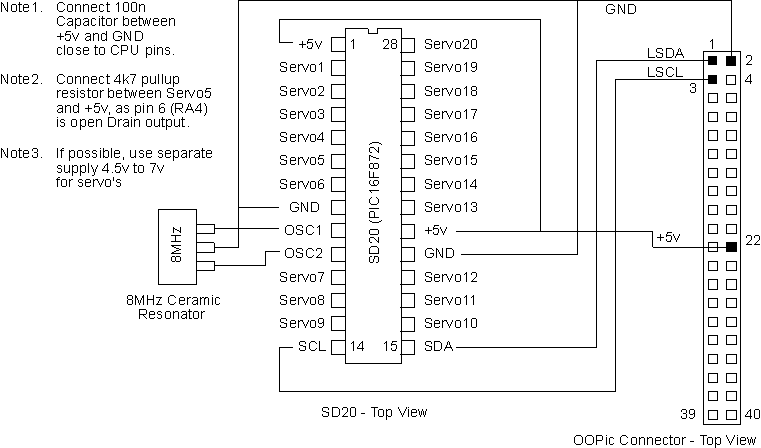 Note1. Connect 100n
Capacitor between
+5v and GND
close to CPU pins.
Note2. Connect 4k7 pullup
resistor between Servo5
and +5v, as pin 6 (RA4)
is open Drain output.
Note3. If possible, use separate
supply 4.5v to 7v
for servo's
GND
+5v 1 28 Servo20
Servo1 Servo19
Servo2 Servo18
Servo3 Servo17
Servo4 Servo16
Servo5 Servo15
Servo6 Servo14
GND Servo13
OSC1 +5v
OSC2 GND
Servo7 Servo12
Servo8 Servo11
Servo9 Servo10
SCL 14 15 SDA
SD20 (PIC16F872)
SD20 - Top View
8MHz
8MHz Ceramic
Resonator
LSDA 1 2
LSCL 3 4
+5v 22
39 40
OOPic Connector - Top View